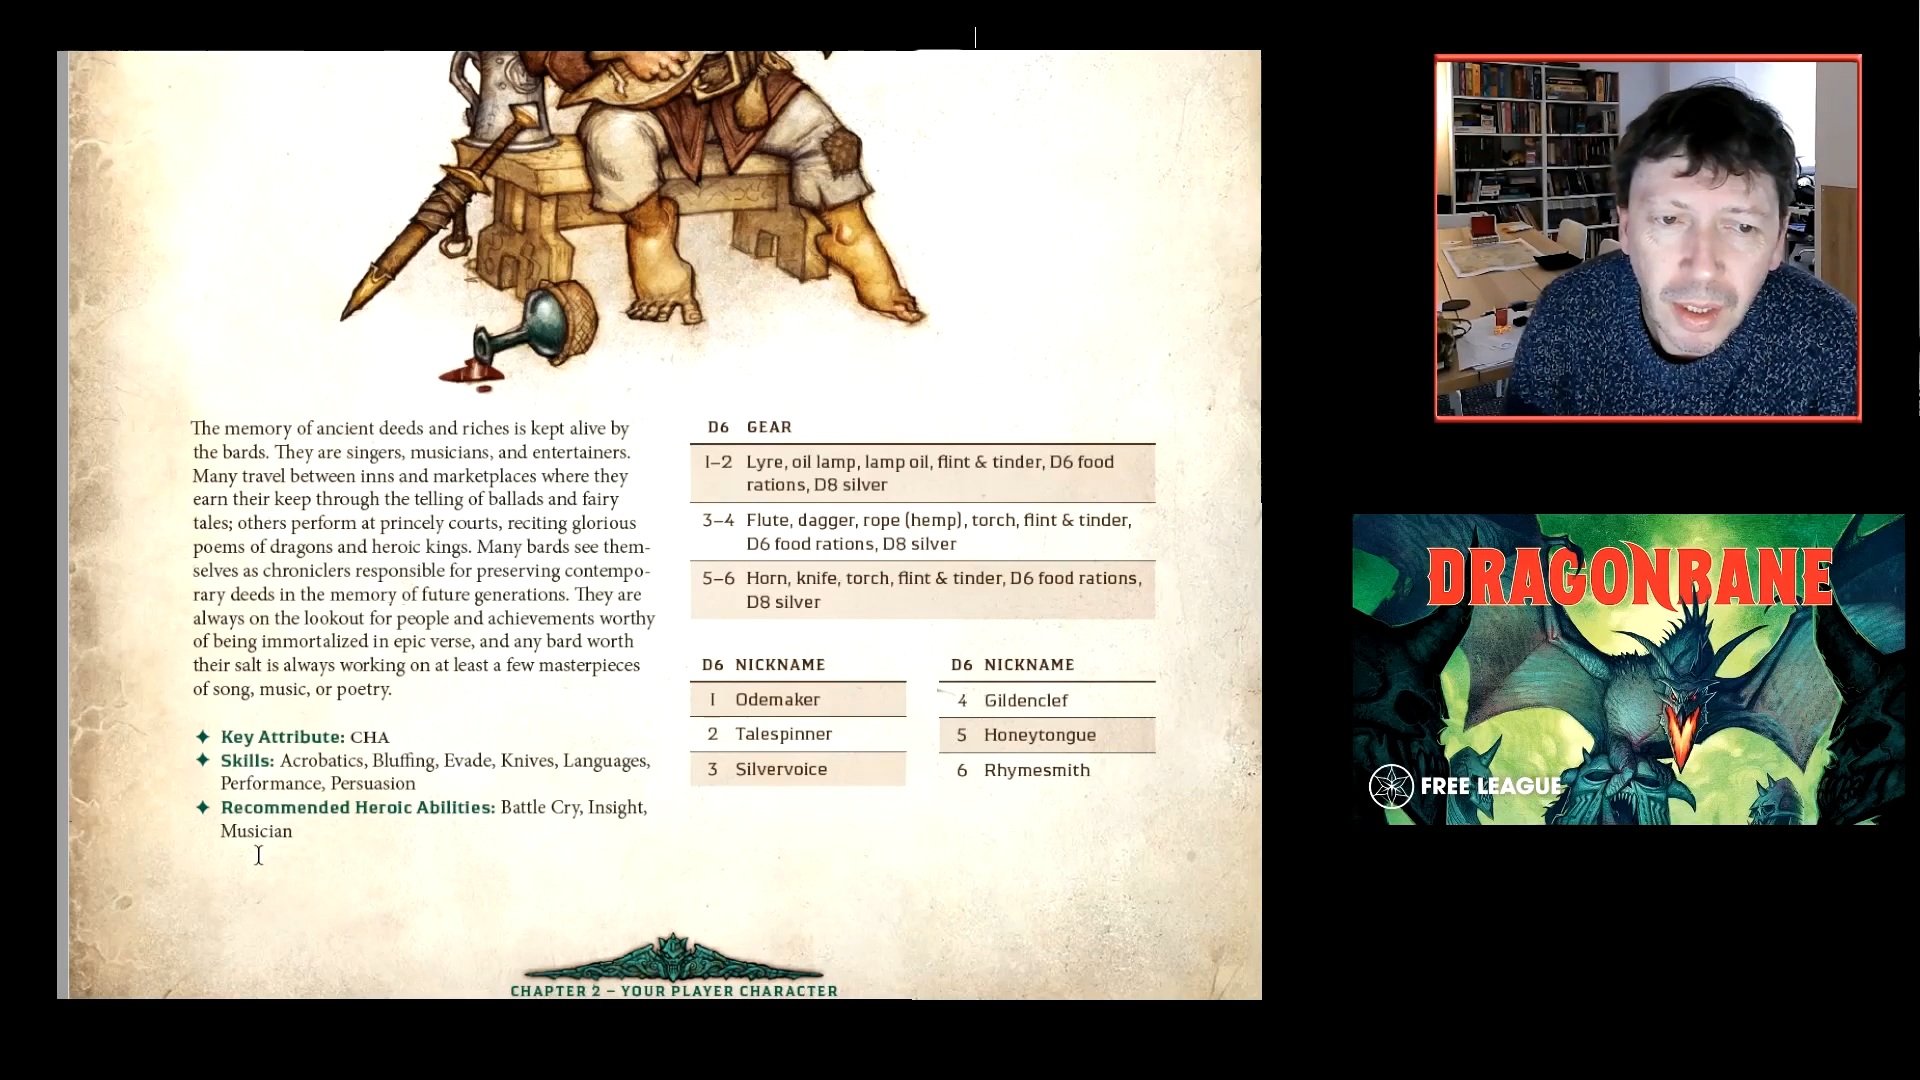 The memory of ancient deeds and riches is kept alive by
the bards. They are singers, musicians, and entertainers.
Many travel between inns and marketplaces where they
earn their keep through the telling of ballads and fairy
tales; others perform at princely courts, reciting glorious
poems of dragons and heroic kings. Many bards see them-
selves as chroniclers responsible for preserving contempo-
rary deeds in the memory of future generations. They are
always on the lookout for people and achievements worthy
of being immortalized in epic verse, and any bard worth
their salt is always working on at least a few masterpieces
of song, music, or poetry.
✦ Key Attribute: CHA
✦ Skills: Acrobatics, Bluffing, Evade, Knives, Languages,
Performance, Persuasion
✦ Recommended Heroic Abilities: Battle Cry, Insight,
Musician
D6 GEAR
1–2 Lyre, oil lamp, lamp oil, flint & tinder, D6 food
rations, D8 silver
3–4 Flute, dagger, rope (hemp), torch, flint & tinder,
D6 food rations, D8 silver
5–6 Horn, knife, torch, flint & tinder, D6 food rations,
D8 silver
D6 NICKNAME
1 Odemaker
2 Talespinner
3 Silvervoice
D6 NICKNAME
4 Gildenclef
5 Honeytongue
6 Rhymesmith
CHAPTER 2 – YOUR PLAYER CHARACTER
DRAGONBANE
FREE LEAGUE